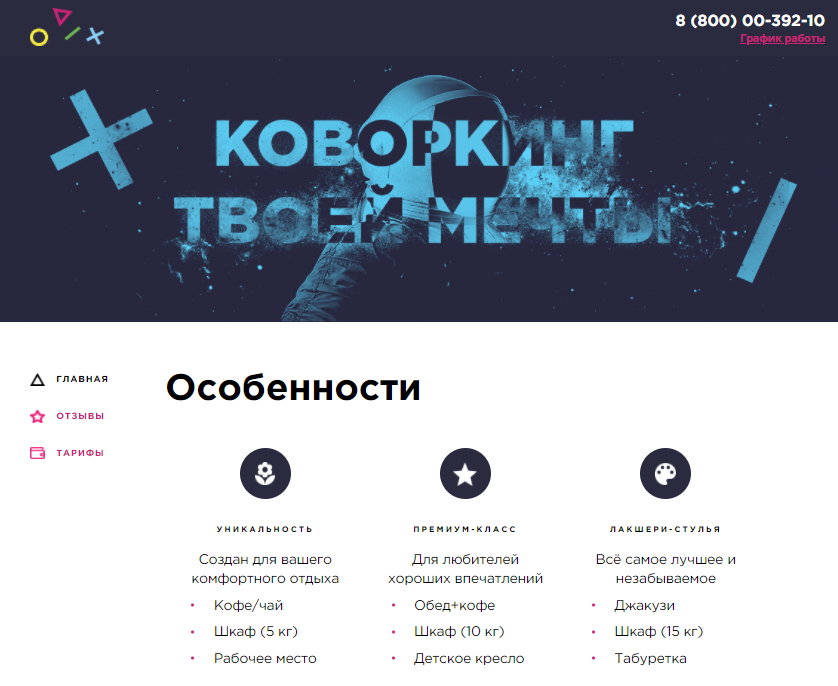 8 (800) 00-392-10
График работы
КОВОРКИНГ
ТВОЕЙ МЕЧТЫ
ГЛАВНАЯ
ОТЗЫВЫ
ТАРИФЫ
Особенности
УНИКАЛЬНОСТЬ
Создан для вашего
комфортного отдыха
Кофе/чай
Шкаф (5 кг)
Рабочее место
ПРЕМИУМ-КЛАСС
Для любителей
хороших впечатлений
Обед+кофе
Шкаф (10 кг)
Детское кресло
ЛАКШЕРИ-СТУЛЬЯ
Всё самое лучшее и
незабываемое
Джакузи
Шкаф (15 кг)
Табуретка